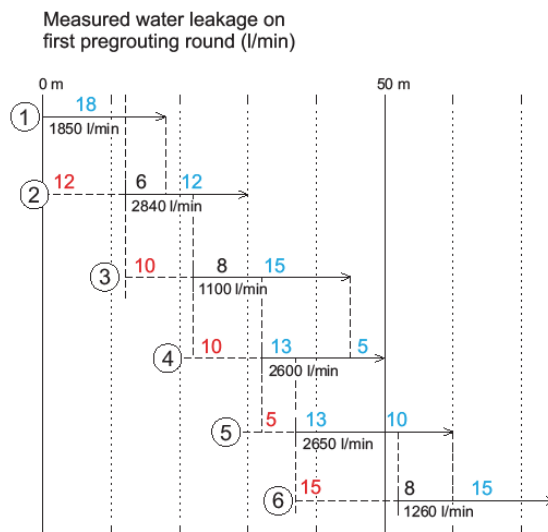 Measured water leakage on
first pregrouting round (l/min)
0 m
50 m
1
18
1850 l/min
2
12
6
12
2840 l/min
3
10
8
15
1100 l/min
4
10
13
5
2600 l/min
5
5
13
10
2650 l/min
6
15
8
15
1260 l/min